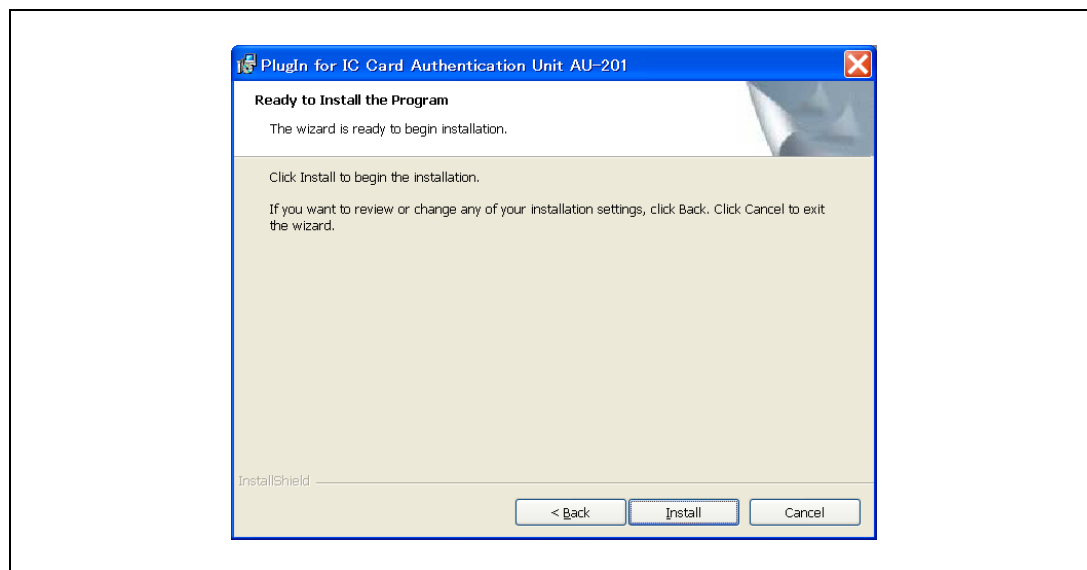 PlugIn for IC Card Authentication Unit AU-201
Ready to Install the Program
The wizard is ready to begin installation.
Click Install to begin the installation.
If you want to review or change any of your installation settings, click Back. Click Cancel to exit
the wizard.
InstallShield
< Back Install Cancel